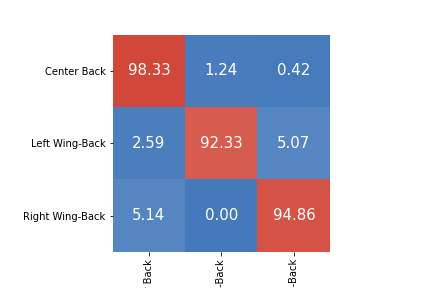 Center Back 98.33 1.24 0.42
Left Wing-Back 2.59 92.33 5.07
Right Wing-Back 5.14 0.00 94.86
Back -Back -Back